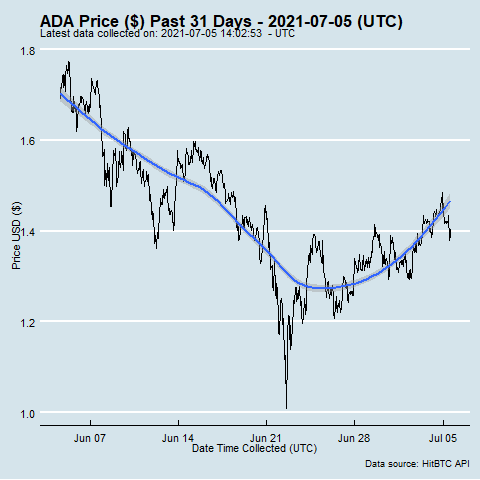 ADA Price ($) Past 31 Days - 2021-07-05 (UTC)
Latest data collected on: 2021-07-05 14:02:53 - UTC
Price USD ($)
1.8
1.6
1.4
1.2
1.0
Jun 07 Jun 14 Jun 21 Jun 28 Jul 05
Date Time Collected (UTC)
Data source: HitBTC API